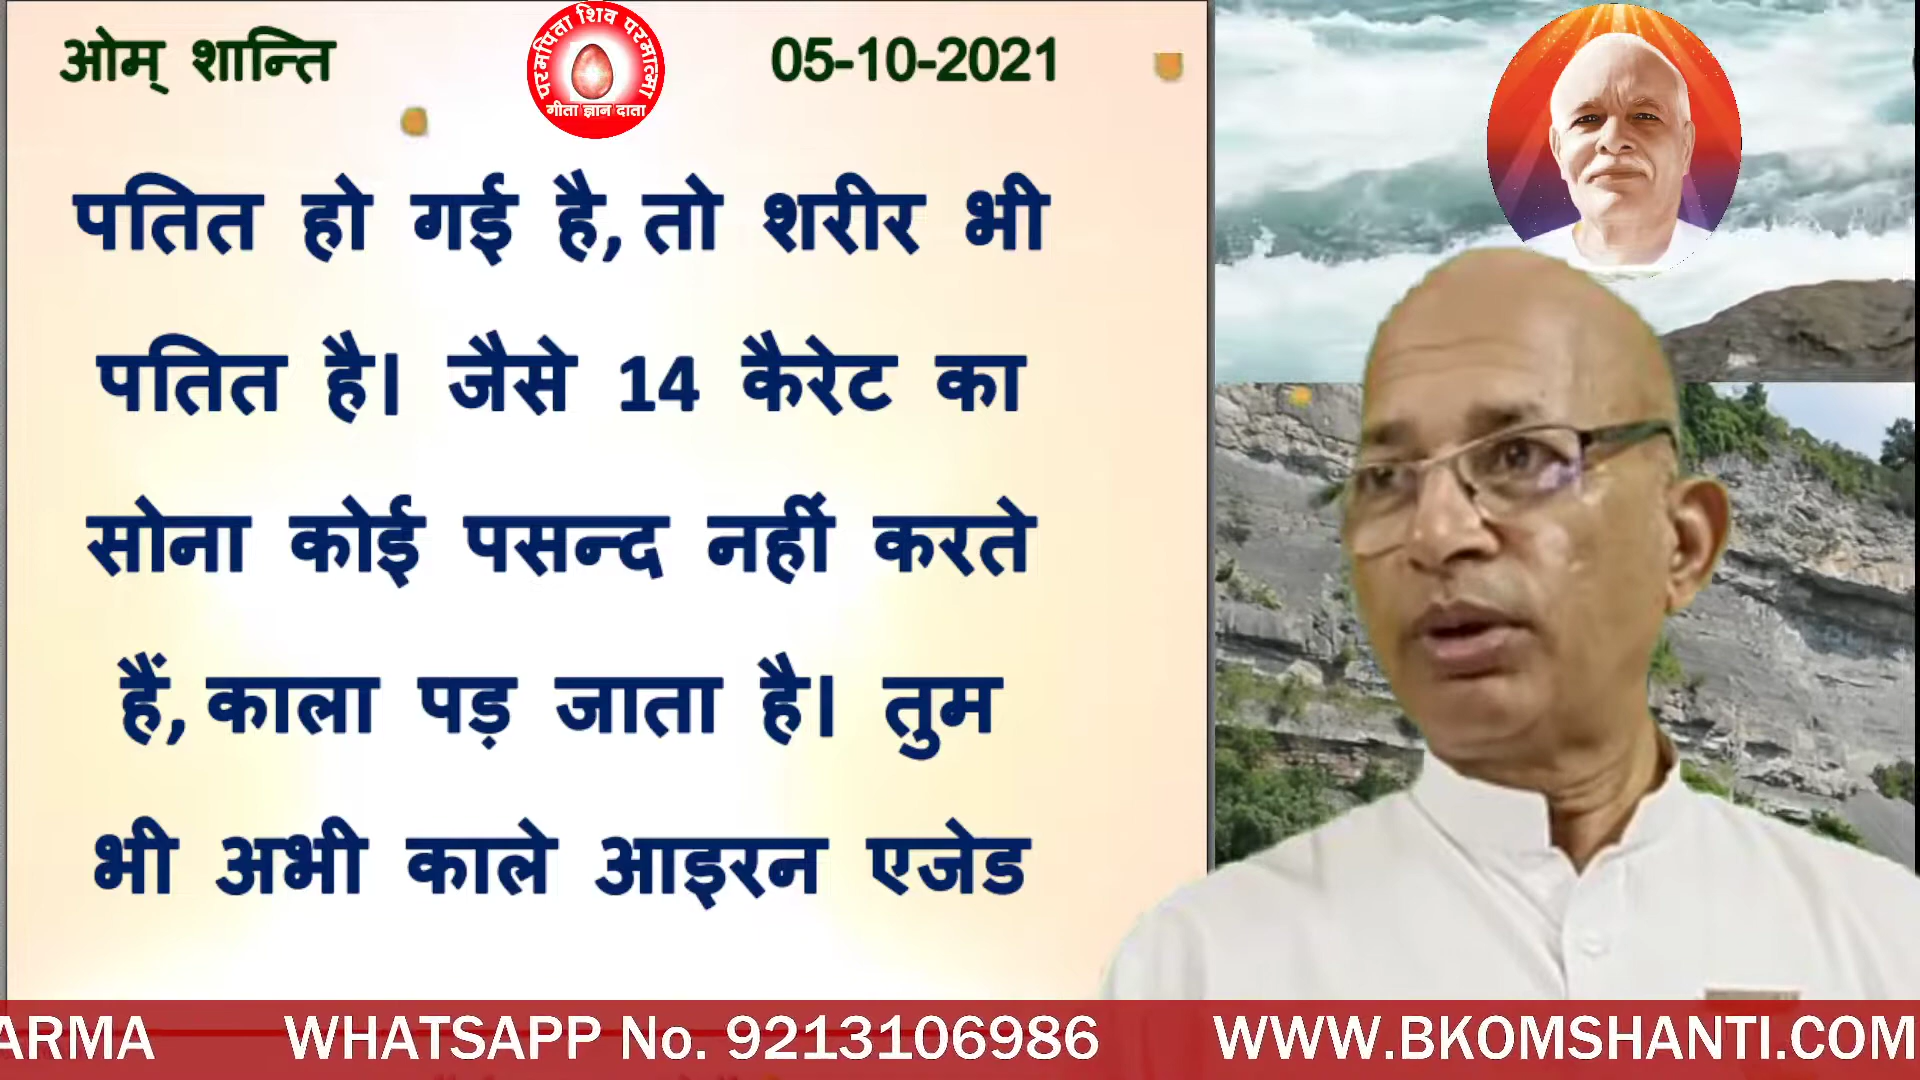 ओम् शान्ति
परमपिता शिव परमात्मा
गीता ज्ञान दाता
05-10-2021
पतित हो गई है, तो शरीर भी
पतित है। जैसे 14 कैरेट का
सोना कोई पसन्द नहीं करते
हैं, काला पड़ जाता है। तुम
भी अभी काले आइरन एजेड
ARMA WHATSAPP No. 9213106986 WWW.BKOMSHANTI.COM